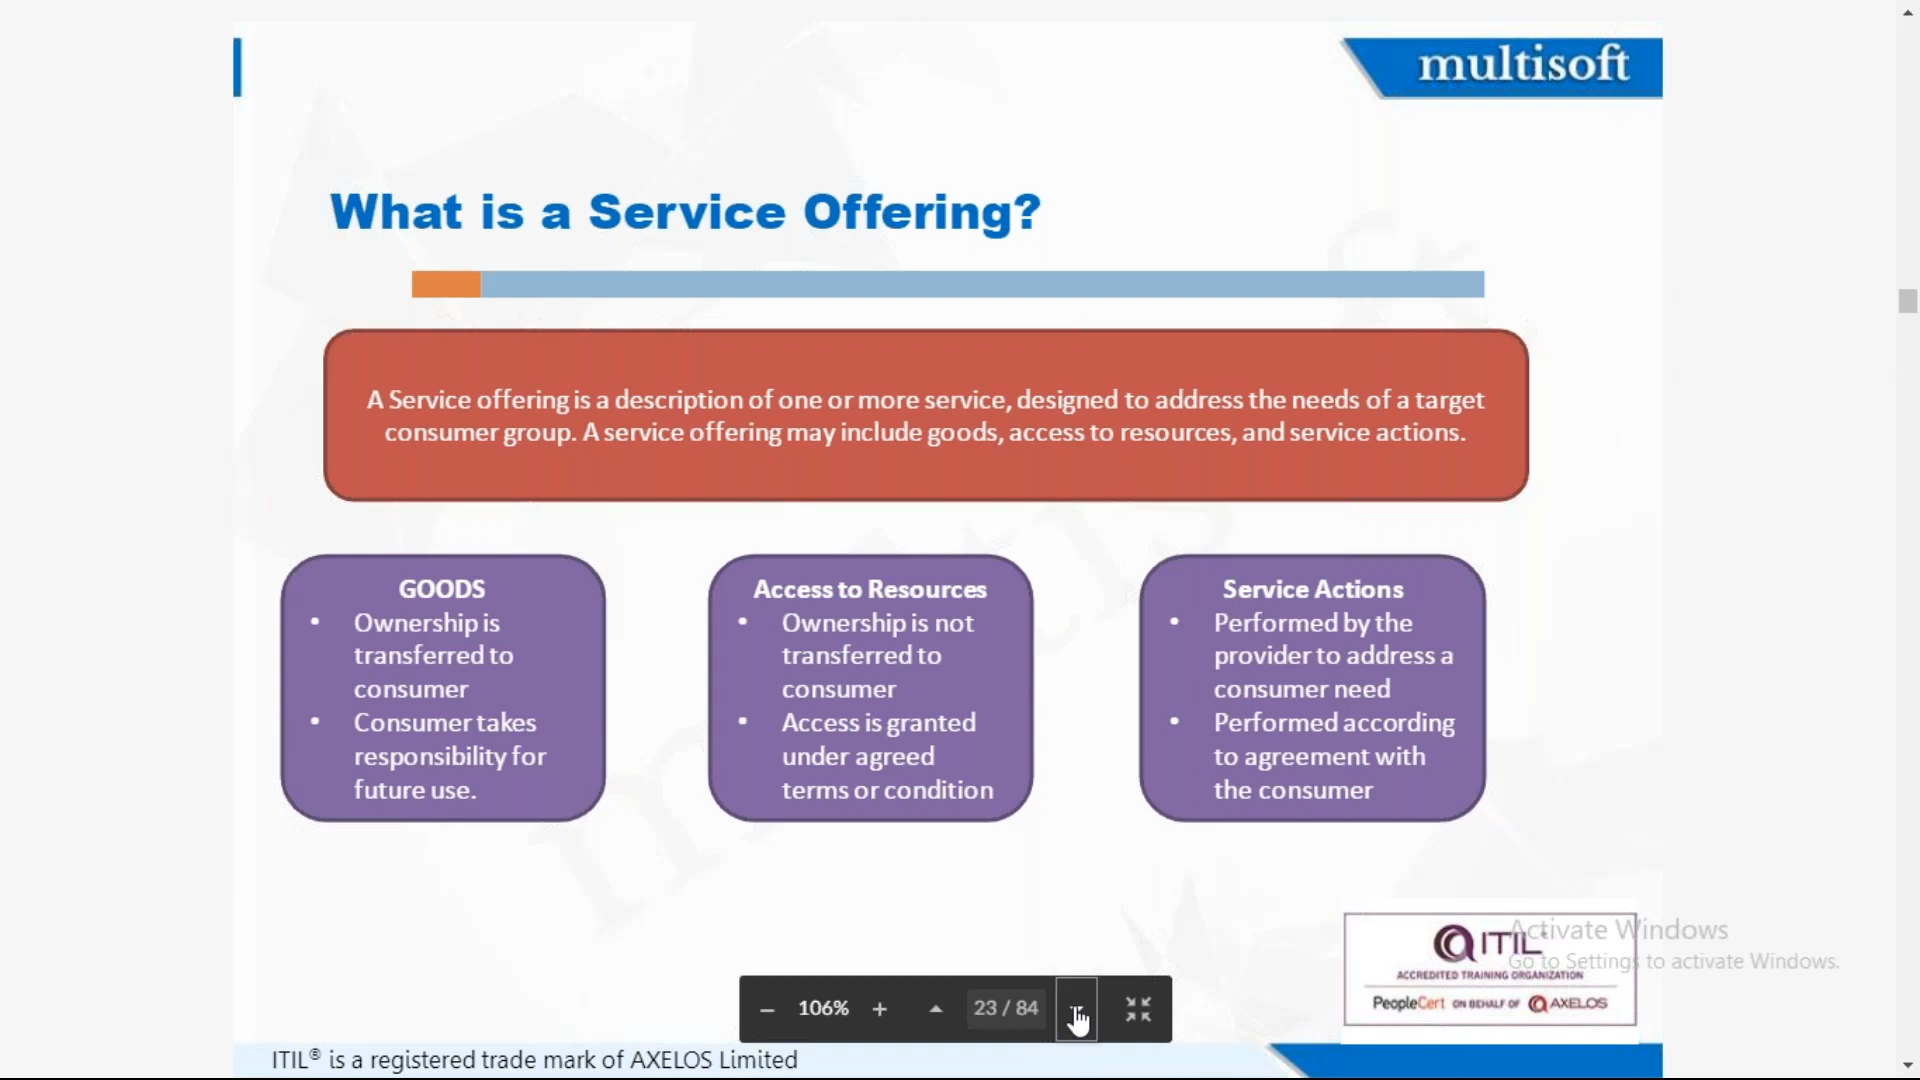 multisoft
What is a Service Offering?
A Service offering is a description of one or more service, designed to address the needs of a target
consumer group. A service offering may include goods, access to resources, and service actions.
GOODS
• Ownership is
transferred to
consumer
• Consumer takes
responsibility for
future use.
Access to Resources
• Ownership is not
transferred to
consumer
• Access is granted
under agreed
terms or condition
Service Actions
• Performed by the
provider to address a
consumer need
• Performed according
to agreement with
the consumer
ITIL
ACCREDITED TRAINING ORGANIZATION
PeopleCert ON BEHALF OF AXELOS
Activate Windows
Go to Settings to activate Windows.
106%
23 / 84
ITIL® is a registered trade mark of AXELOS Limited